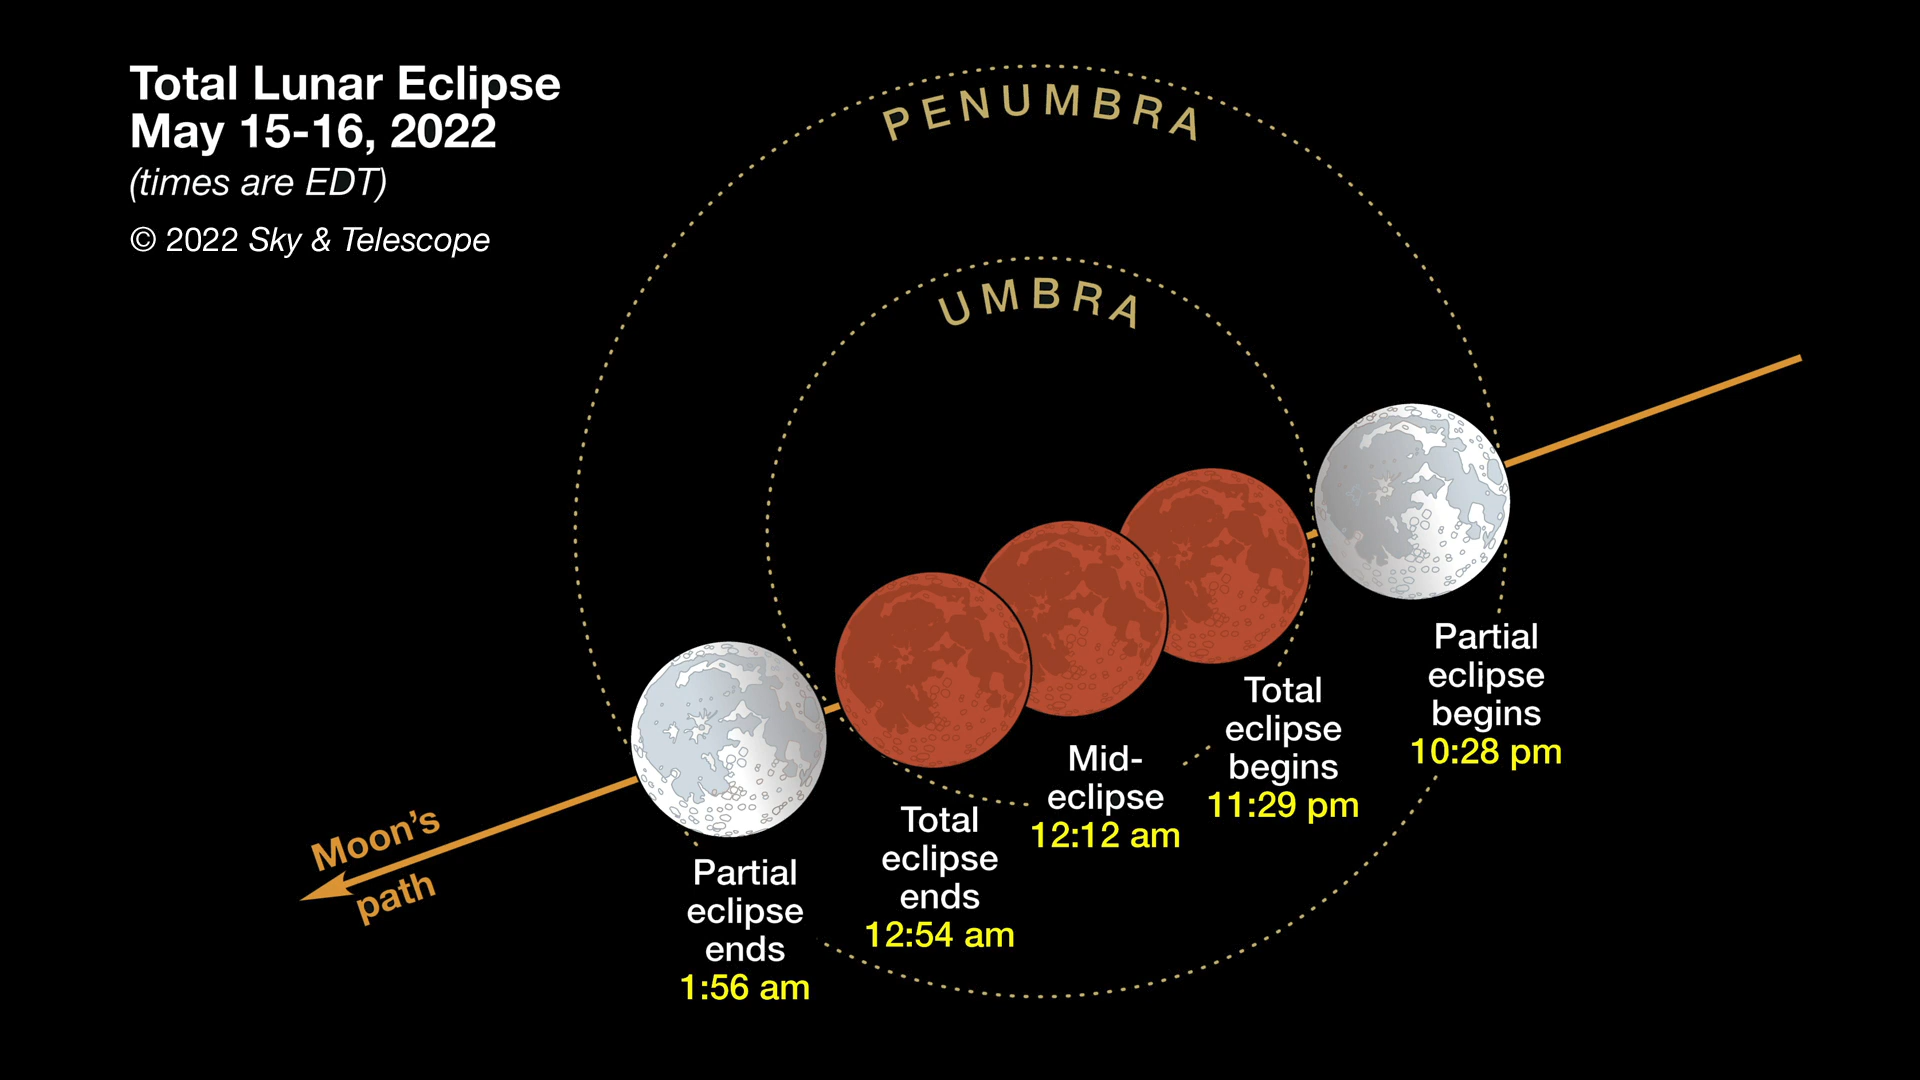 Total Lunar Eclipse
May 15-16, 2022
(times are EDT)
© 2022 Sky & Telescope
PENUMBRA
UMBRA
Partial
eclipse
begins
10:28 pm
Total
eclipse
begins
11:29 pm
Mid-
eclipse
12:12 am
Total
eclipse
ends
12:54 am
Partial
eclipse
ends
1:56 am
Moon’s
path